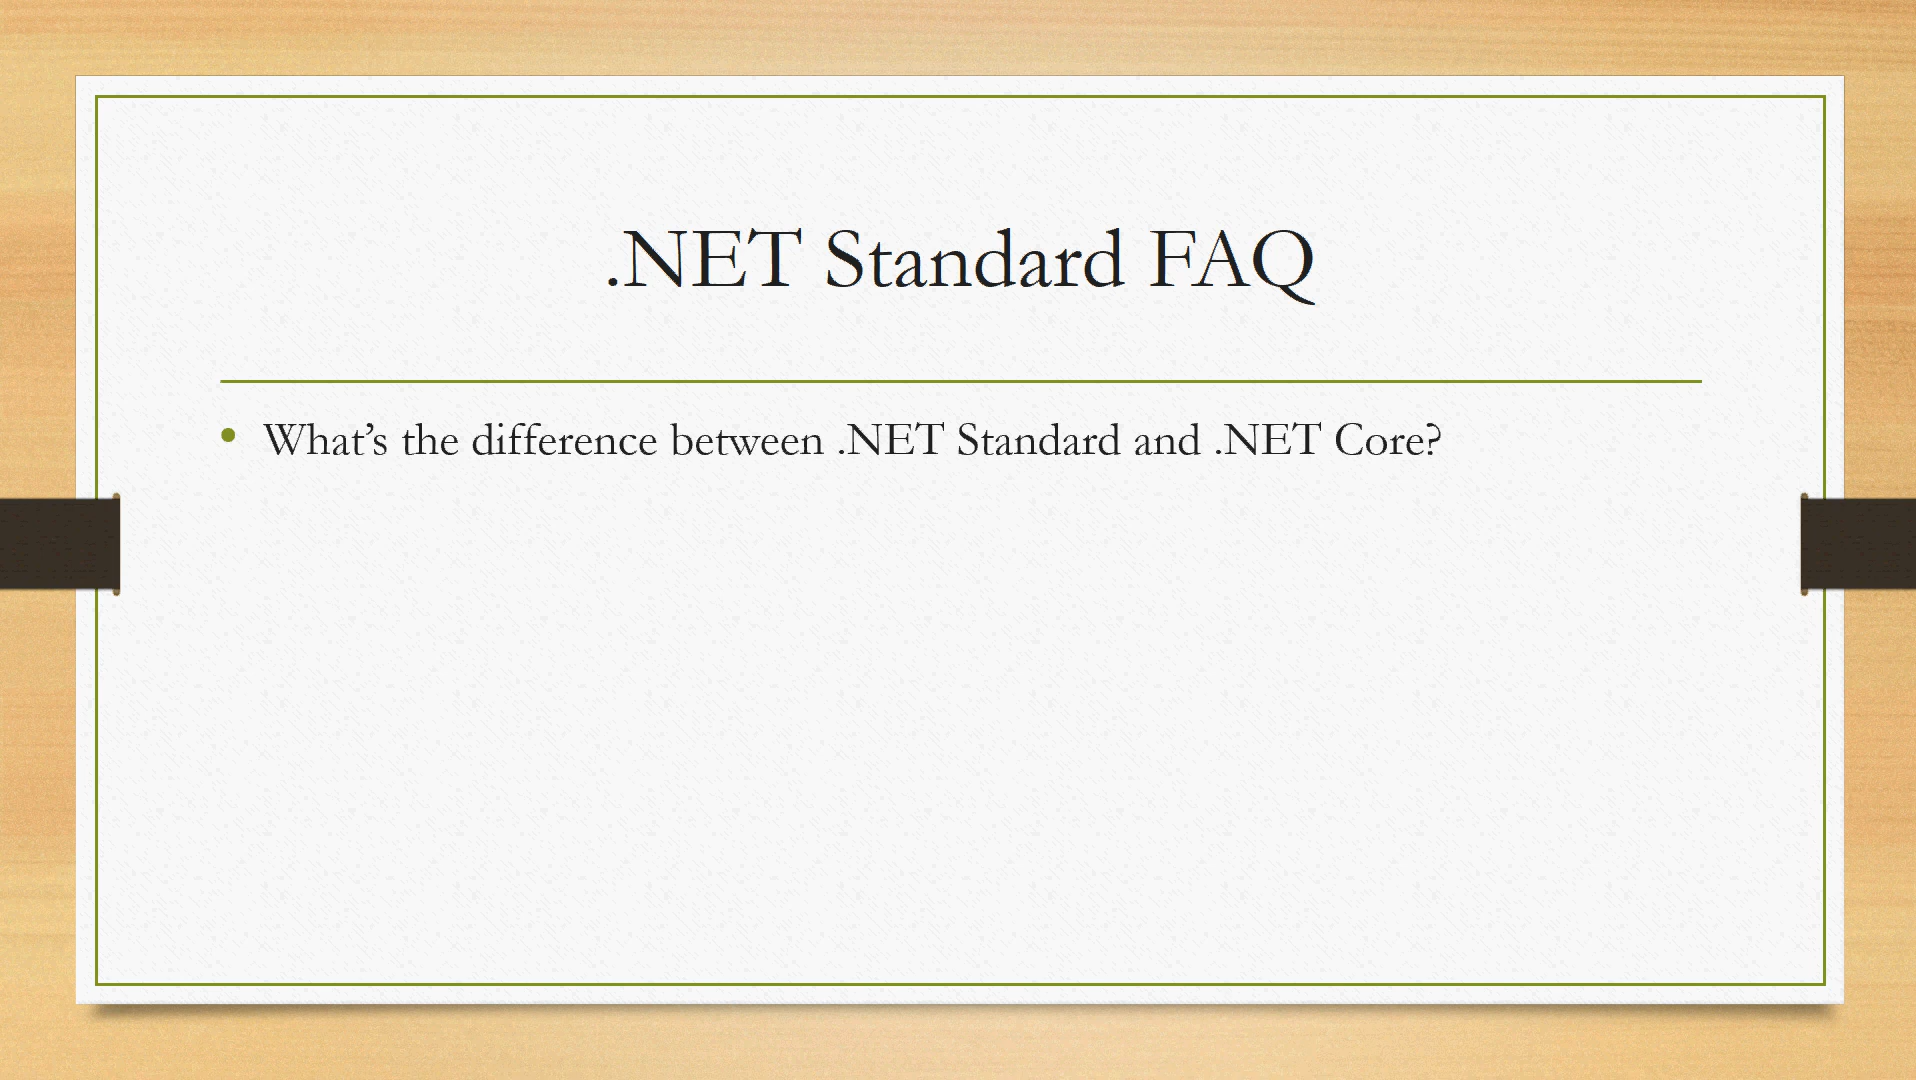 .NET Standard FAQ
• What’s the difference between .NET Standard and .NET Core?